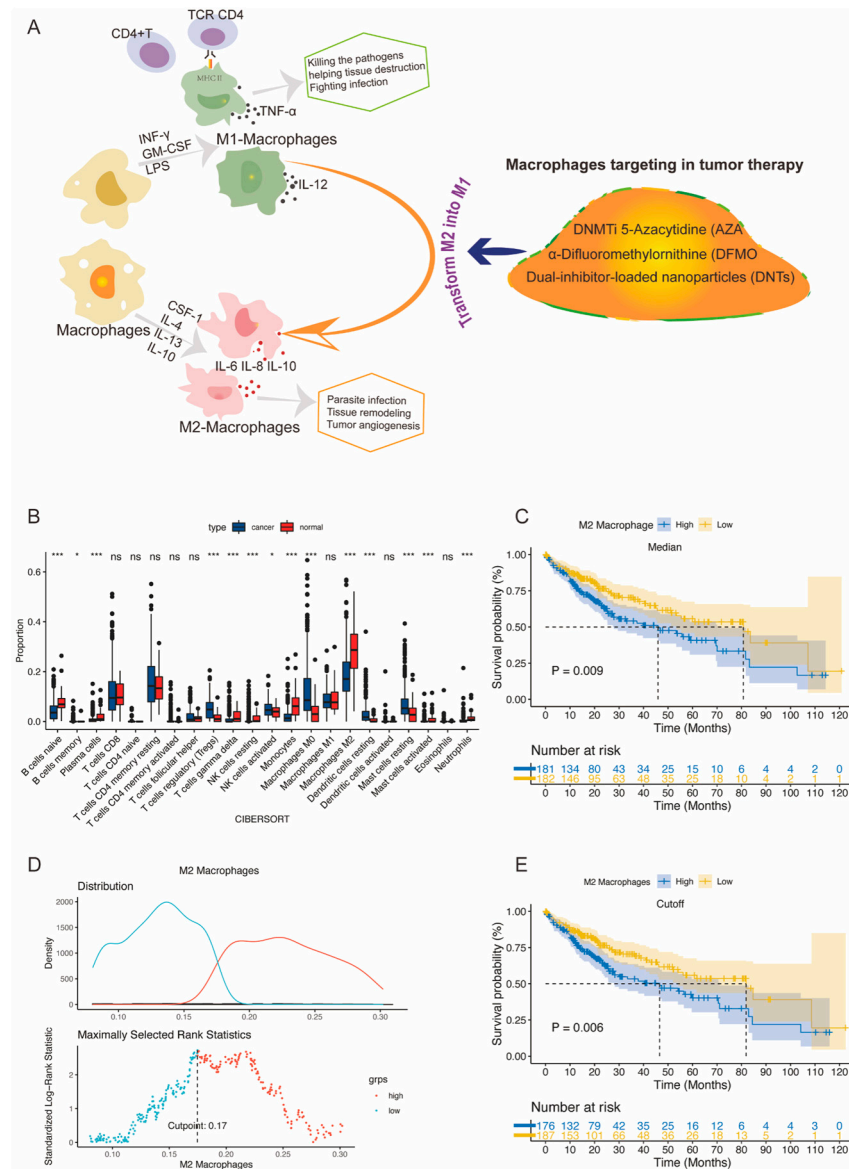 A
TCR CD4
CD4+T
MHC II
Killing the pathogens
helping tissue destruction
Fighting infection
TNF-α
INF-γ
GM-CSF
LPS
M1-Macrophages
IL-12
Macrophages targeting in tumor therapy
Transform M2 into M1
DNMTi 5-Azacytidine (AZA
α-Difluoromethylornithine (DFMO
Dual-inhibitor-loaded nanoparticles (DNTs)
Macrophages
CSF-1
IL-4
IL-13
IL-10
IL-6 IL-8 IL-10
M2-Macrophages
Parasite infection
Tissue remodeling
Tumor angiogenesis
B
type cancer normal
*** * *** ns ns ns ns ns *** *** *** * *** *** ns *** *** ns *** *** ns ***
Proportion
0.6
0.4
0.2
0.0
B cells naive
B cells memory
Plasma cells
T cells CD8
T cells CD4 naive
T cells CD4 memory resting
T cells CD4 memory activated
T cells follicular helper
T cells regulatory (Tregs)
T cells gamma delta
NK cells resting
NK cells activated
Monocytes
Macrophages M0
Macrophages M1
Macrophages M2
Dendritic cells resting
Dendritic cells activated
Mast cells resting
Mast cells activated
Eosinophils
Neutrophils
CIBERSORT
C
M2 Macrophage High Low
Median
Survival probability (%)
1.00
0.75
0.50
0.25
0.00
P = 0.009
0 10 20 30 40 50 60 70 80 90 100 110 120
Time (Months)
Number at risk
181 134 80 43 34 25 15 10 6 4 4 2 0
182 146 95 63 48 35 25 18 10 4 2 1 1
0 10 20 30 40 50 60 70 80 90 100 110 120
Time (Months)
D
M2 Macrophages
Distribution
Density
2000
1500
1000
500
0
0.10 0.15 0.20 0.25 0.30
Maximally Selected Rank Statistics
Standardized Log-Rank Statistic
2
1
0
Cutpoint: 0.17
0.10 0.15 0.20 0.25 0.30
M2 Macrophages
grps
high
low
E
M2 Macrophages High Low
Cutoff
Survival probability (%)
1.00
0.75
0.50
0.25
0.00
P = 0.006
0 10 20 30 40 50 60 70 80 90 100 110 120
Time (Months)
Number at risk
176 132 79 42 35 25 16 12 6 4 4 3 0
187 153 101 66 48 36 26 18 13 5 2 1 1
0 10 20 30 40 50 60 70 80 90 100 110 120
Time (Months)